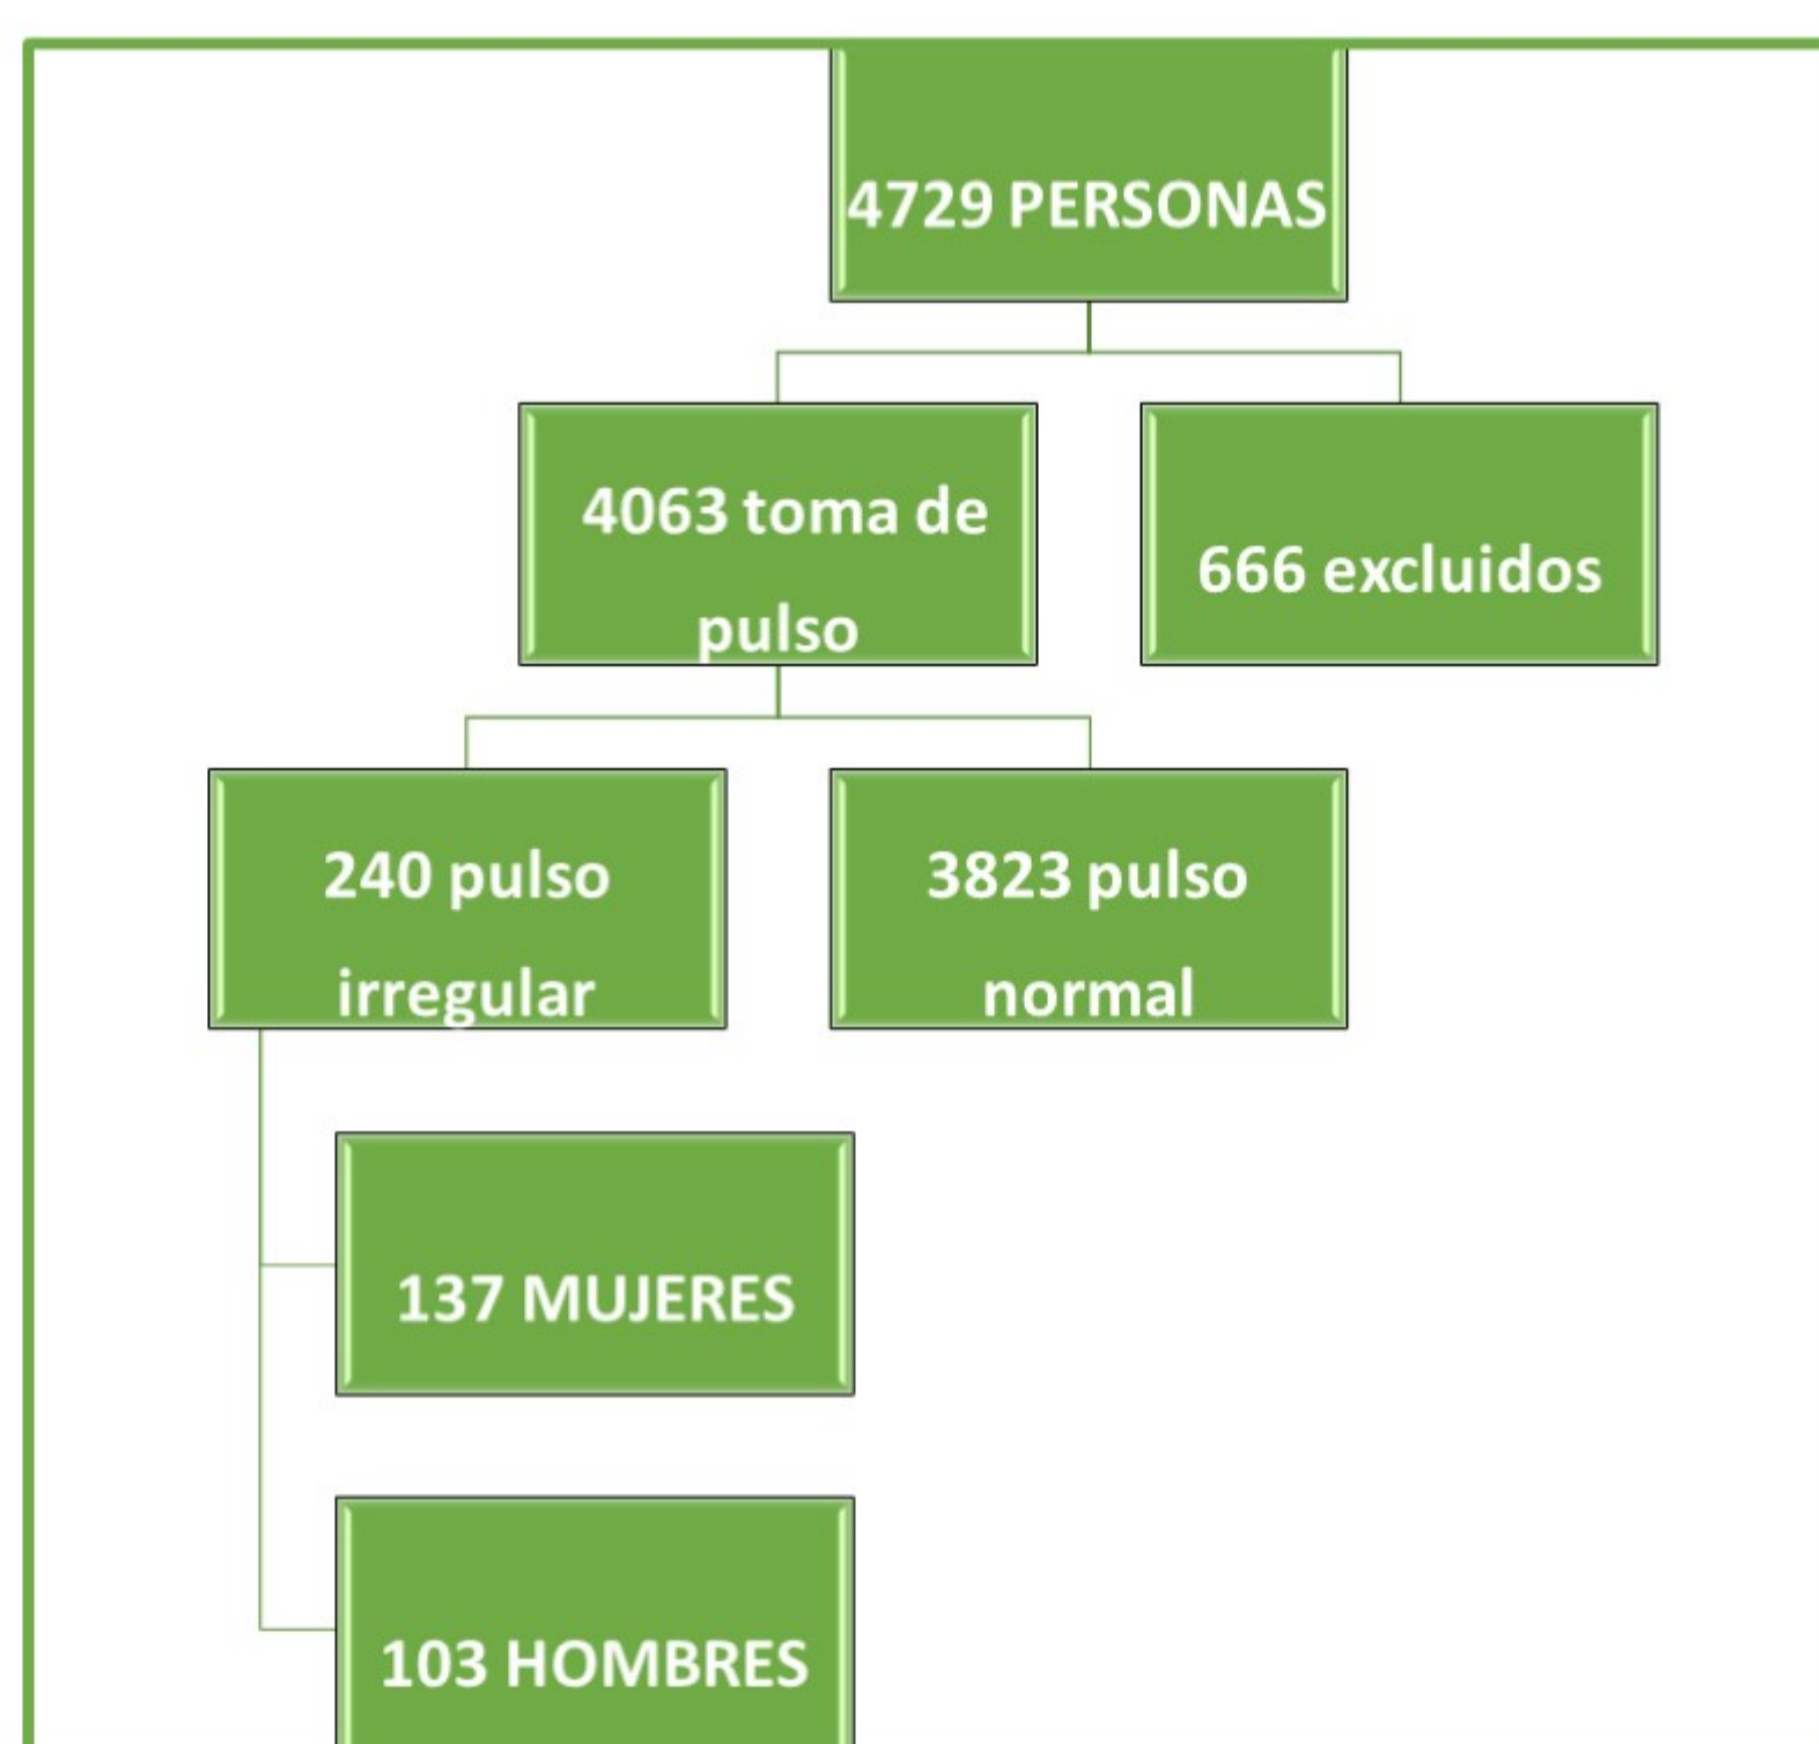 4729 PERSONAS
4063 toma de
pulso
666 excluidos
240 pulso
irregular
3823 pulso
normal
137 MUJERES
103 HOMBRES